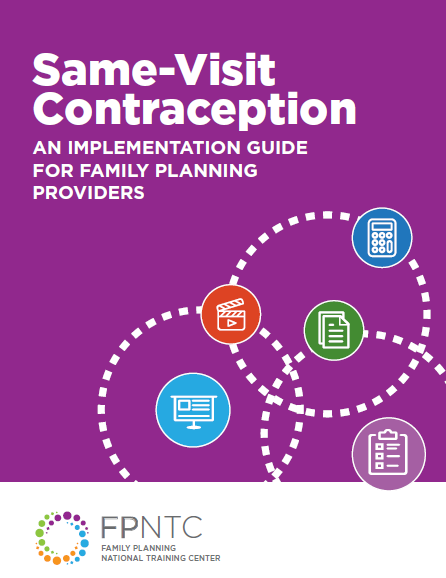 Same-Visit
Contraception
AN IMPLEMENTATION GUIDE
FOR FAMILY PLANNING
PROVIDERS
FPNTC
FAMILY PLANNING
NATIONAL TRAINING CENTER